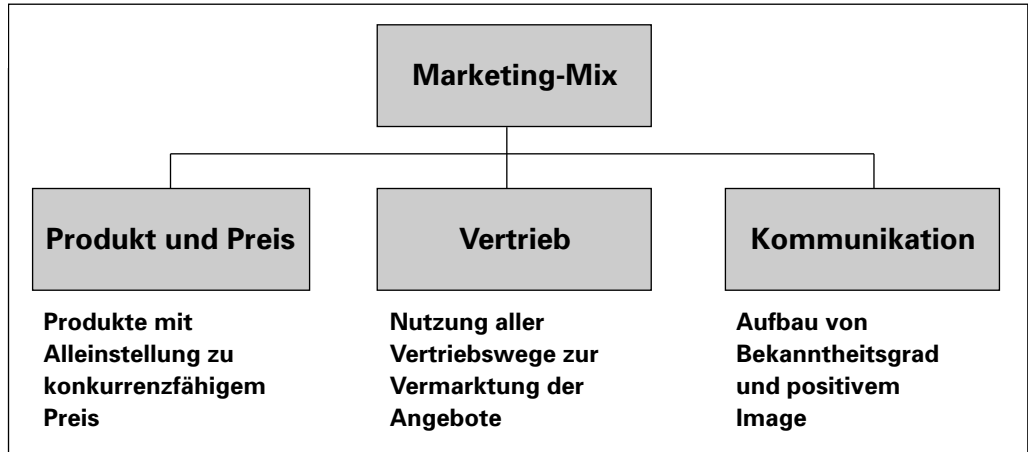 Marketing-Mix
Produkt und Preis
Vertrieb
Kommunikation
Produkte mit
Alleinstellung zu
konkurrenzfähigem
Preis
Nutzung aller
Vertriebswege zur
Vermarktung der
Angebote
Aufbau von
Bekanntheitsgrad
und positivem
Image